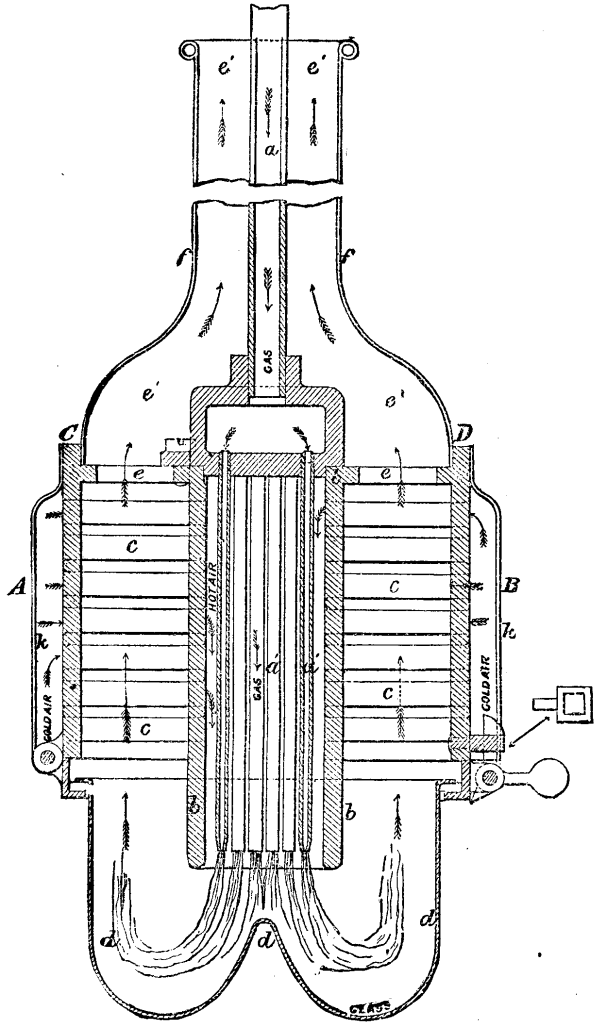 e' e'
a
f f
GAS
e' e'
C D
e i e
c
HOT AIR
A c B
k k
GAS a' a'
COLD AIR c COLD AIR
c
b b
d d d
GLASS